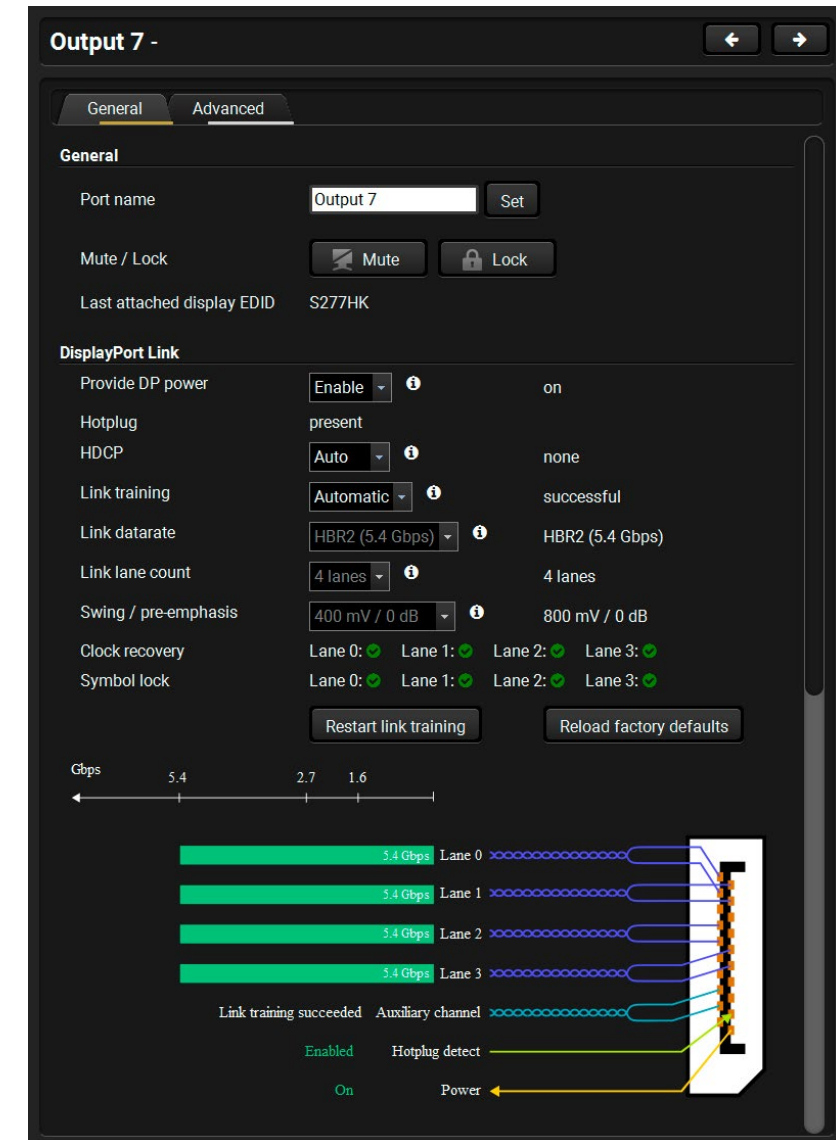 Output 7 -
General Advanced
General
Port name Output 7 Set
Mute / Lock Mute Lock
Last attached display EDID S277HK
DisplayPort Link
Provide DP power Enable on
Hotplug present
HDCP Auto none
Link training Automatic successful
Link datarate HBR2 (5.4 Gbps) HBR2 (5.4 Gbps)
Link lane count 4 lanes 4 lanes
Swing / pre-emphasis 400 mV / 0 dB 800 mV / 0 dB
Clock recovery Lane 0: Lane 1: Lane 2: Lane 3:
Symbol lock Lane 0: Lane 1: Lane 2: Lane 3:
Restart link training Reload factory defaults
Gbps 5.4 2.7 1.6
5.4 Gbps Lane 0
5.4 Gbps Lane 1
5.4 Gbps Lane 2
5.4 Gbps Lane 3
Link training succeeded Auxiliary channel
Enabled Hotplug detect
On Power